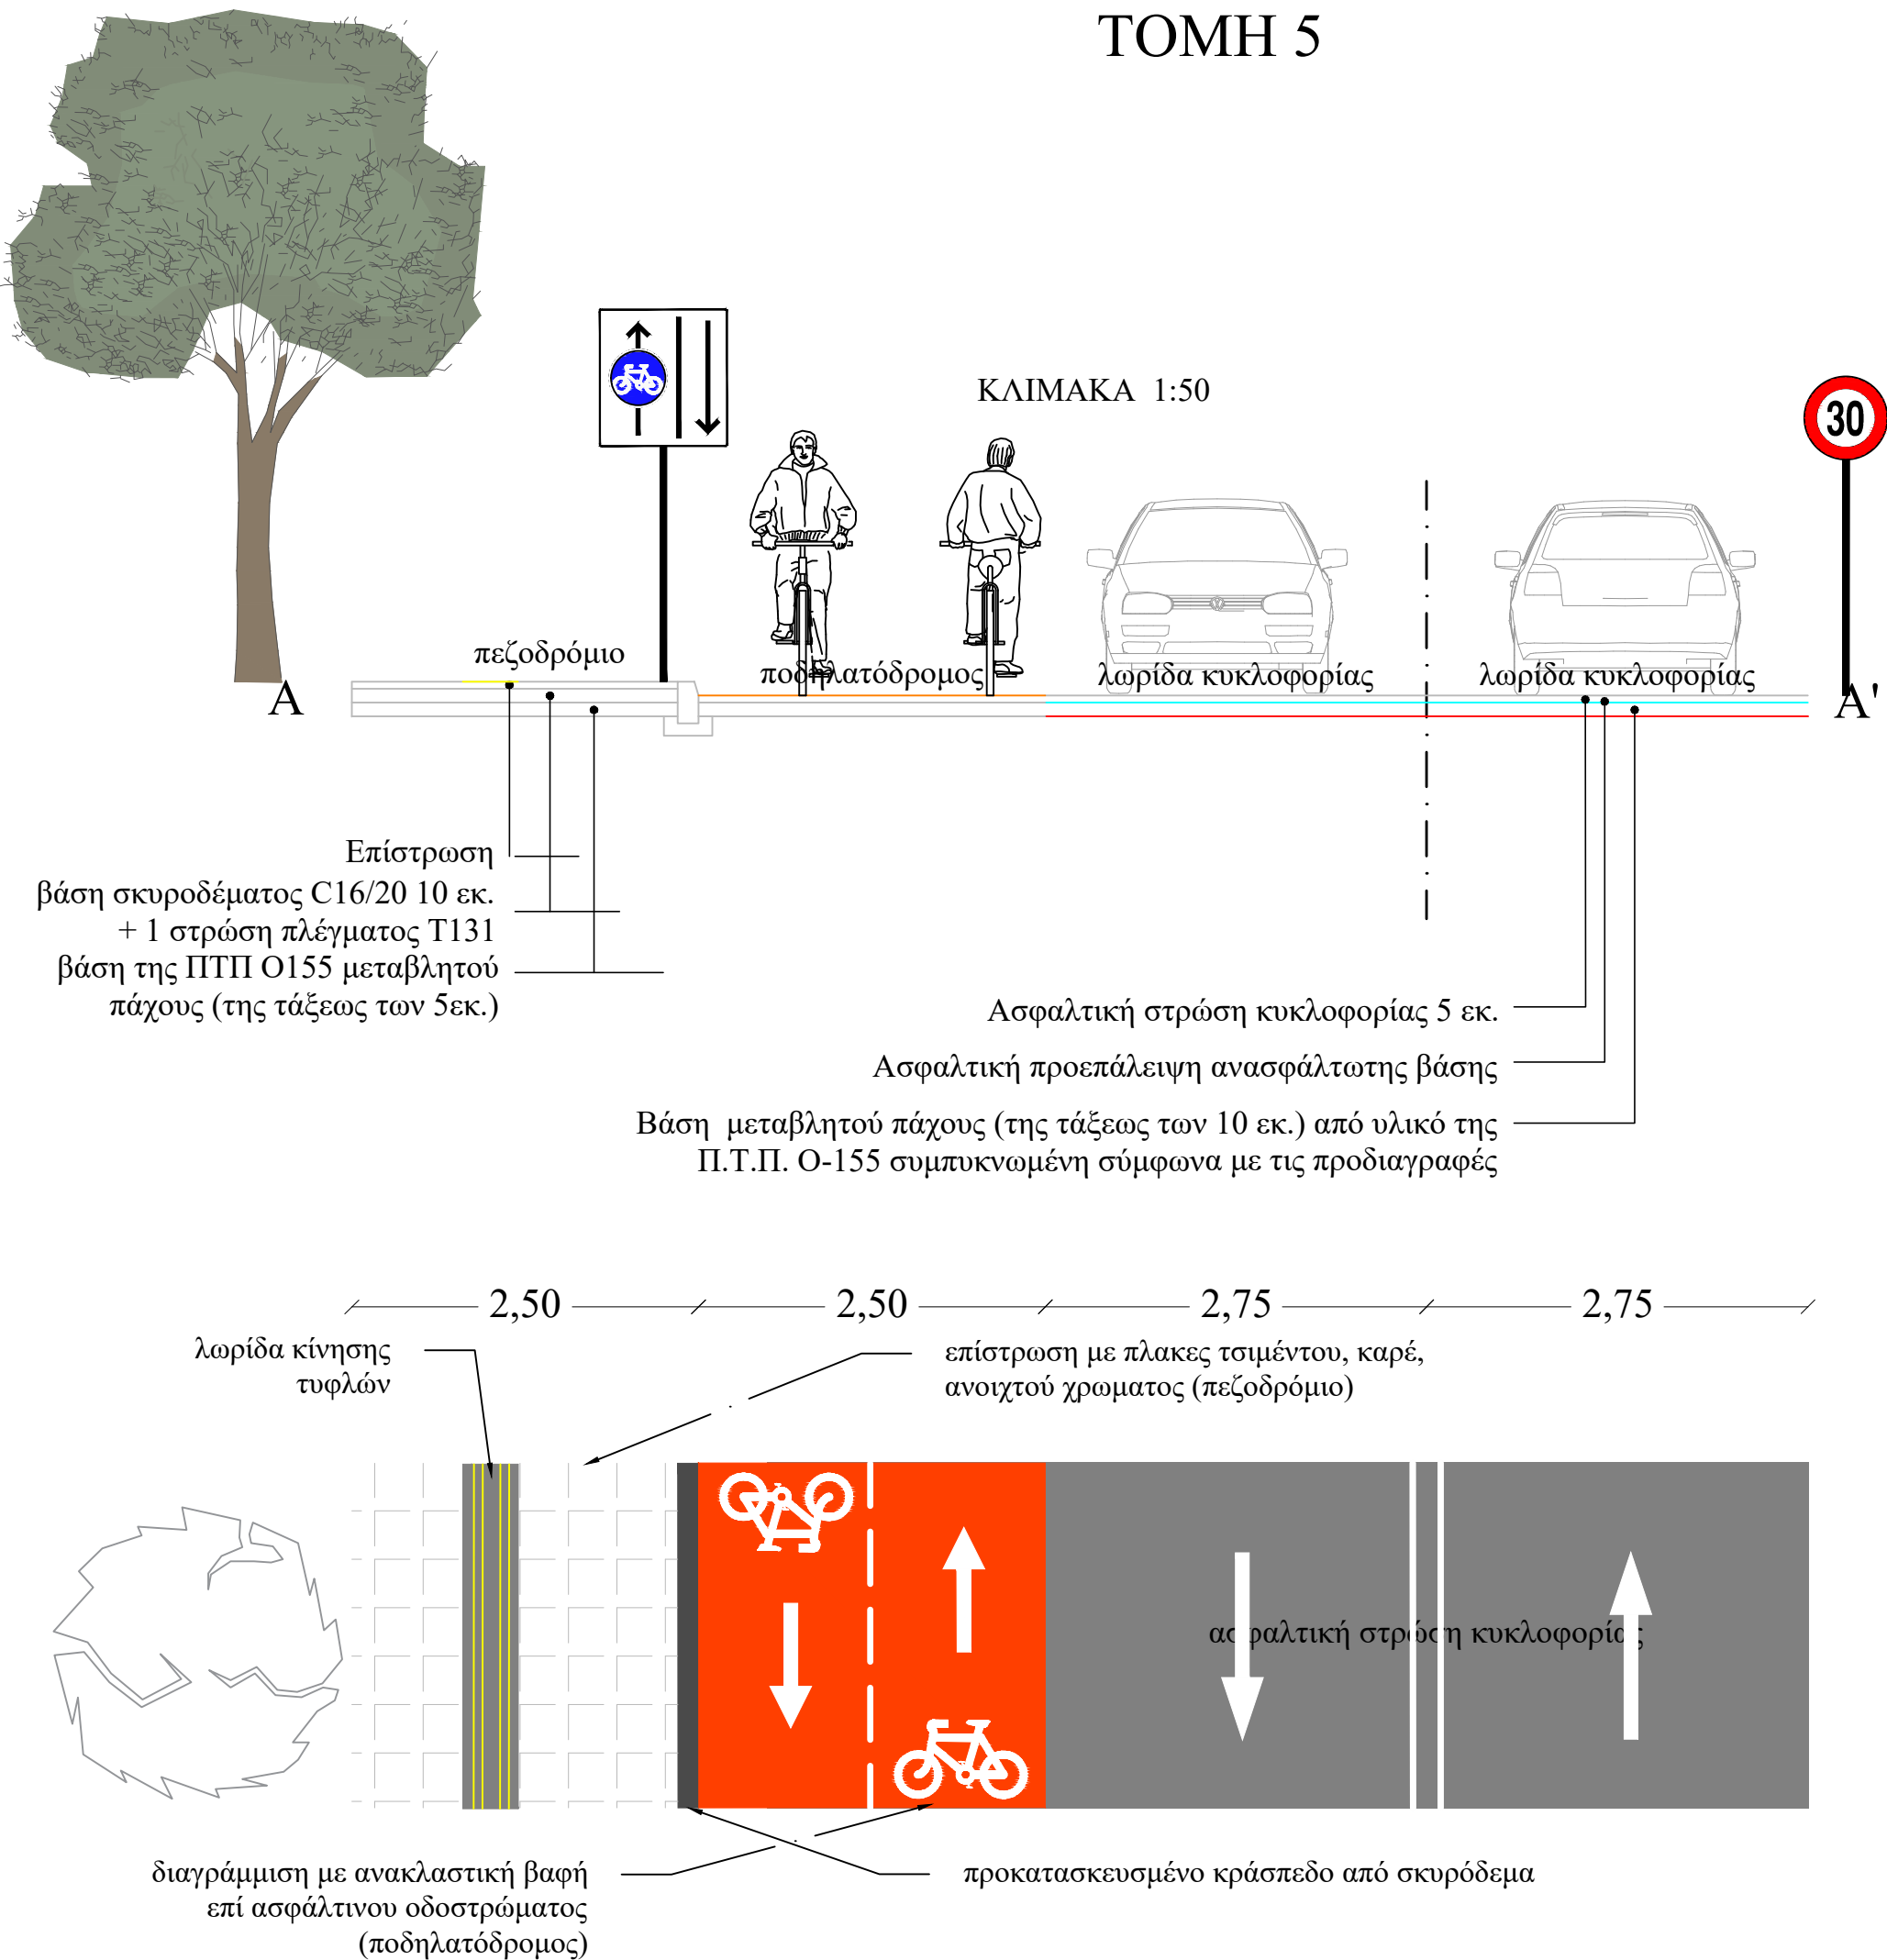 ΤΟΜΗ 5
ΚΛΙΜΑΚΑ 1:50
30
πεζοδρόμιο
ποδηλατόδρομος
λωρίδα κυκλοφορίας
λωρίδα κυκλοφορίας
Α
Α'
Επίστρωση
βάση σκυροδέματος C16/20 10 εκ.
+ 1 στρώση πλέγματος Τ131
βάση της ΠΤΠ Ο155 μεταβλητού
πάχους (της τάξεως των 5εκ.)
Ασφαλτική στρώση κυκλοφορίας 5 εκ.
Ασφαλτική προεπάλειψη ανασφάλτωτης βάσης
Βάση μεταβλητού πάχους (της τάξεως των 10 εκ.) από υλικό της
Π.Τ.Π. Ο-155 συμπυκνωμένη σύμφωνα με τις προδιαγραφές
2,50
2,50
2,75
2,75
λωρίδα κίνησης
τυφλών
επίστρωση με πλακες τσιμέντου, καρέ,
ανοιχτού χρωματος (πεζοδρόμιο)
ασφαλτική στρώση κυκλοφορίας
διαγράμμιση με ανακλαστική βαφή
επί ασφάλτινου οδοστρώματος
(ποδηλατόδρομος)
προκατασκευσμένο κράσπεδο από σκυρόδεμα